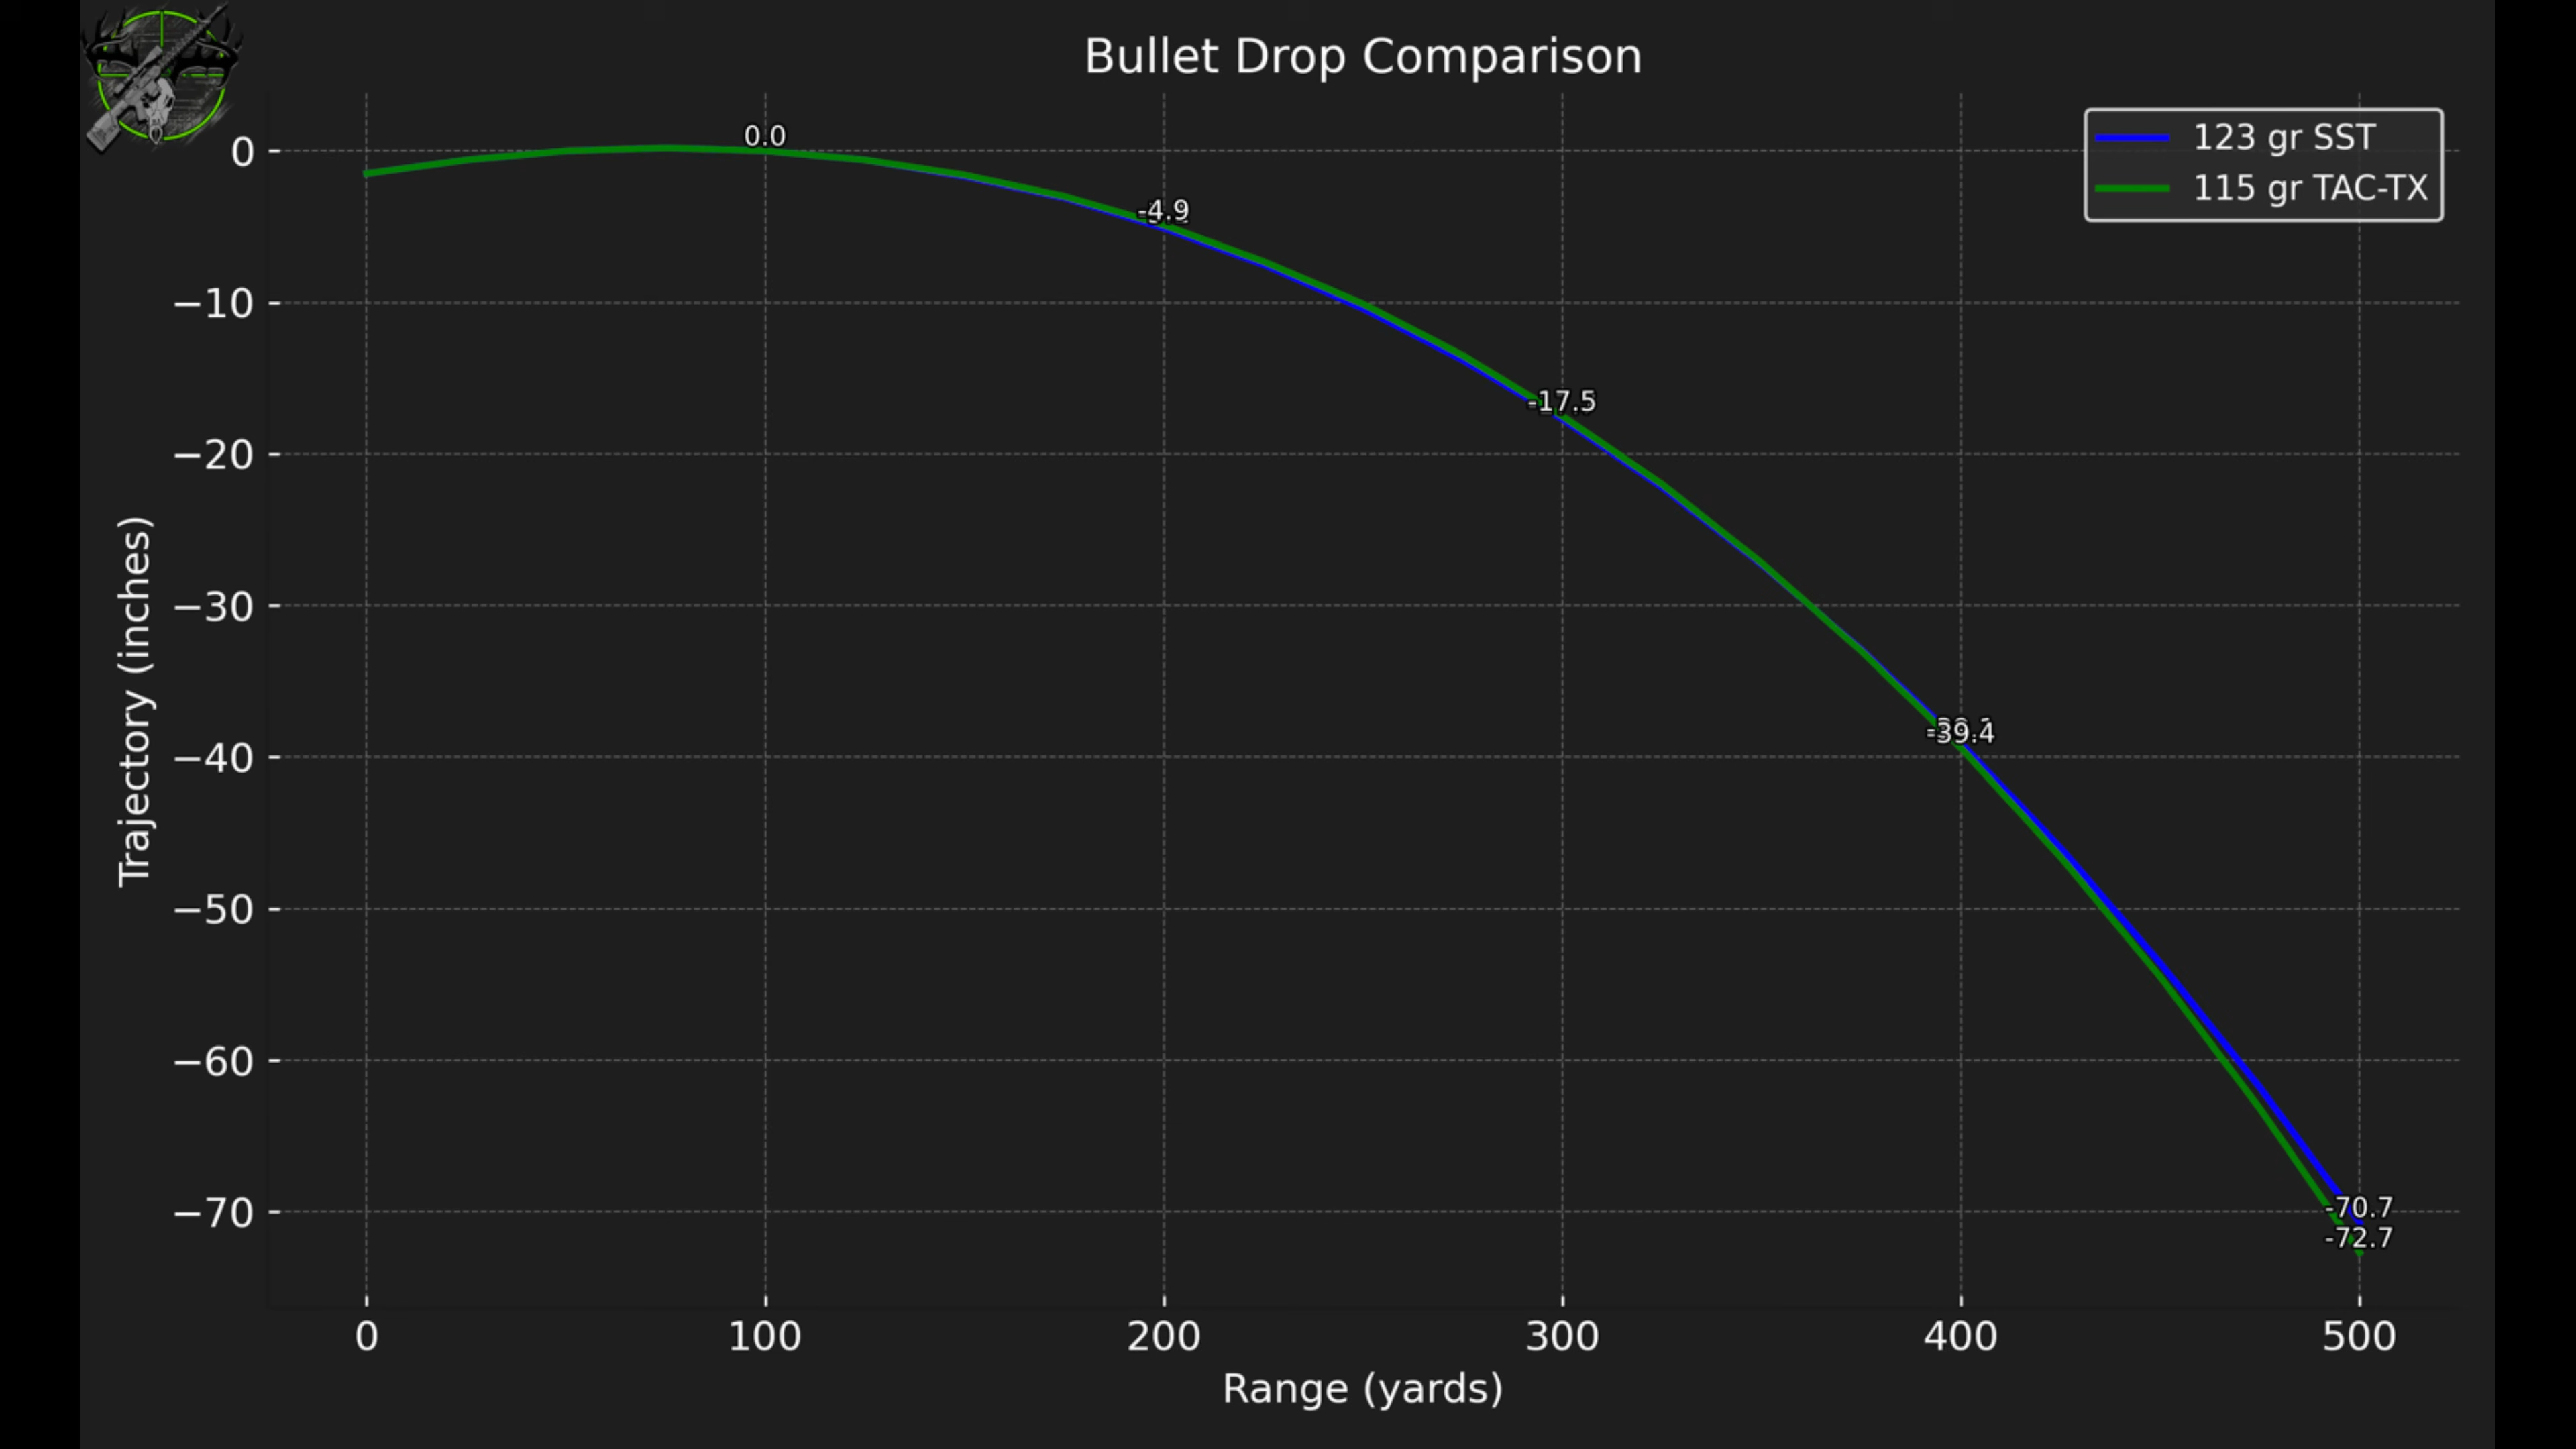 Bullet Drop Comparison
123 gr SST
115 gr TAC-TX
0
−10
−20
−30
−40
−50
−60
−70
Trajectory (inches)
0.0
-4.9
-17.5
-39.4
-70.7
-72.7
0 100 200 300 400 500
Range (yards)